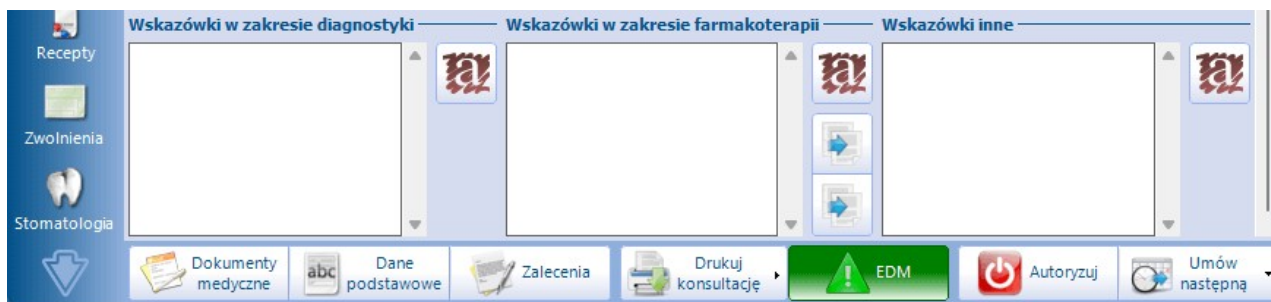 Wskazówki w zakresie diagnostyki
Wskazówki w zakresie farmakoterapii
Wskazówki inne
Recepty
Zwolnienia
Stomatologia
a
a
a
Dokumenty
medyczne
abc
Dane
podstawowe
Zalecenia
Drukuj
konsultację
EDM
Autoryzuj
Umów
następną